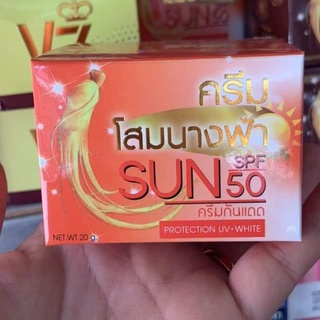 ครีม
โสมนางฟ้า
SUN SPF 50
ครีมกันแดด
PROTECTION UV • WHITE
NET WT. 20 g.